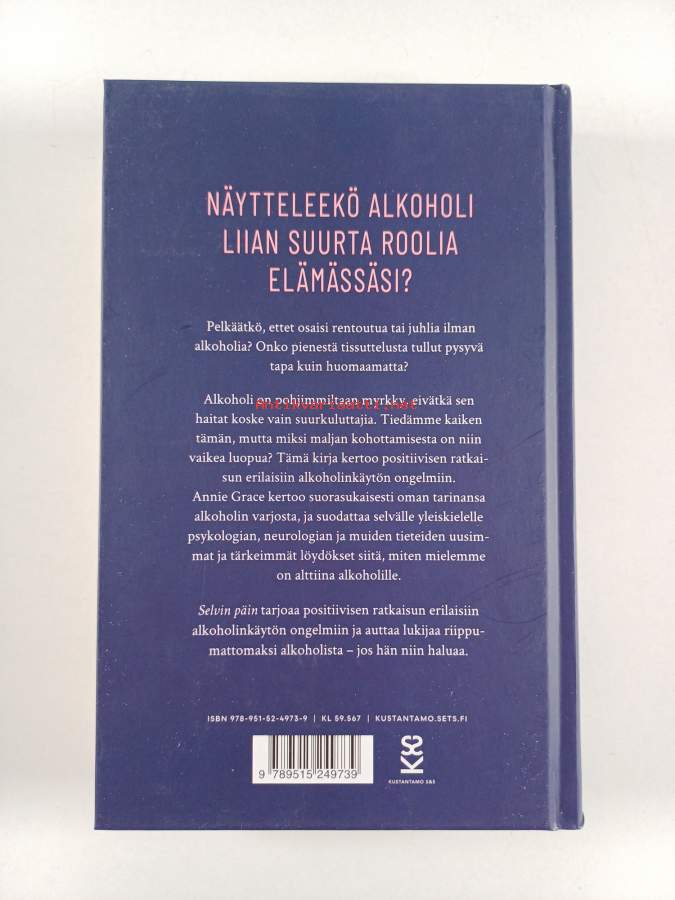 NÄYTTELEEKÖ ALKOHOLI
LIIAN SUURTA ROOLIA
ELÄMÄSSÄSI?
Pelkäätkö, ettet osaisi rentoutua tai juhlia ilman
alkoholia? Onko pienestä tissuttelusta tullut pysyvä
tapa kuin huomaamatta?
Alkoholi on pohjimmiltaan myrkky, eivätkä sen
Antikvariaatti.net
haitat koske vain suurkuluttajia. Tiedämme kaiken
tämän, mutta miksi maljan kohottamisesta on niin
vaikea luopua? Tämä kirja kertoo positiivisen ratkai-
sun erilaisiin alkoholinkäytön ongelmiin.
Annie Grace kertoo suorasukaisesti oman tarinansa
alkoholin varjosta, ja suodattaa selvälle yleiskielelle
psykologian, neurologian ja muiden tieteiden uusim-
mat ja tärkeimmät löydökset siitä, miten mielemme
on alttiina alkoholille.
Selvin päin tarjoaa positiivisen ratkaisun erilaisiin
alkoholinkäytön ongelmiin ja auttaa lukijaa riippu-
mattomaksi alkoholista – jos hän niin haluaa.
ISBN 978-951-52-4973-9 | KL 59.567 | KUSTANTAMO.SETS.FI
9 789515 249739
KUSTANTAMO S&S